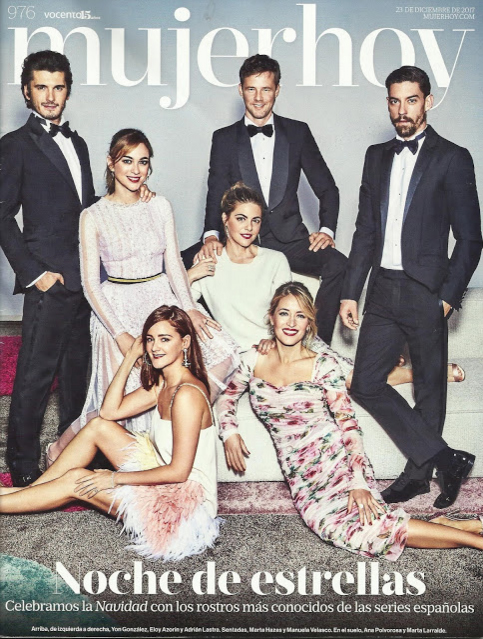 976 vocento 15
23 DE DICIEMBRE DE 2017
MUJERHOY.COM
mujerhoy
Noche de estrellas
Celebramos la Navidad con los rostros más conocidos de las series españolas
Arriba, de izquierda a derecha, Yon González, Eloy Azorín y Adrián Lastra. Sentadas, Marta Hazas y Manuela Velasco. En el suelo, Ana Polvorosa y Marta Larralde.